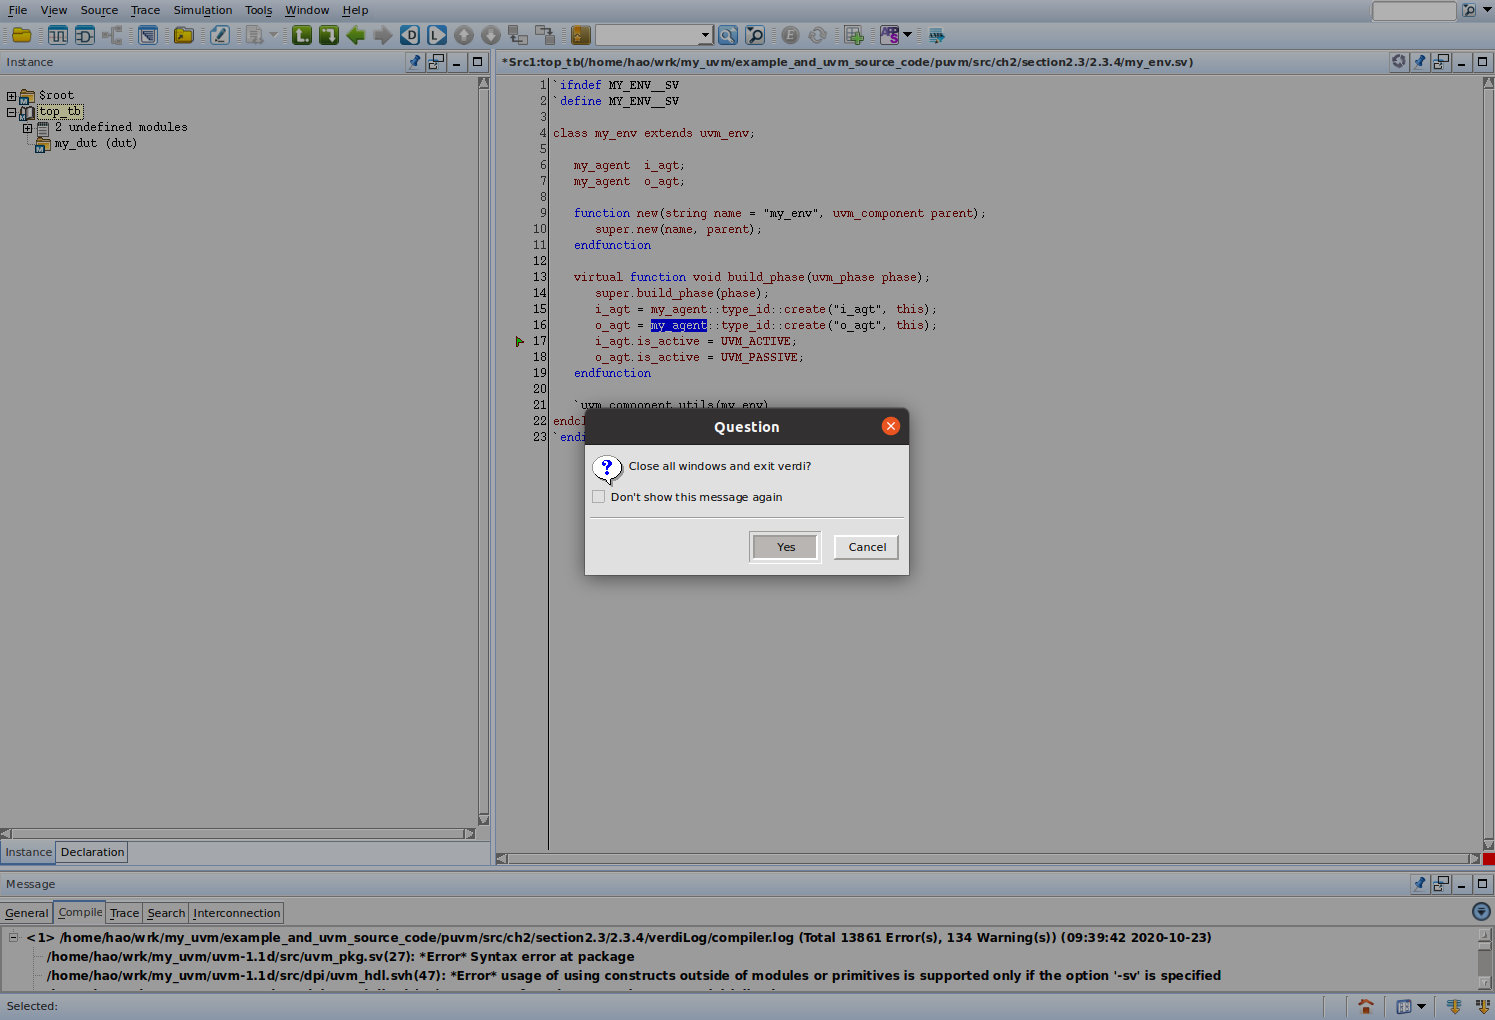 File View Source Trace Simulation Tools Window Help
Instance
*Src1:top_tb(/home/hao/wrk/my_uvm/example_and_uvm_source_code/puvm/src/ch2/section2.3/2.3.4/my_env.sv)
$root
top_tb
2 undefined modules
my_dut (dut)
1 `ifndef MY_ENV__SV
2 `define MY_ENV__SV
3
4 class my_env extends uvm_env;
5
6 my_agent i_agt;
7 my_agent o_agt;
8
9 function new(string name = "my_env", uvm_component parent);
10 super.new(name, parent);
11 endfunction
12
13 virtual function void build_phase(uvm_phase phase);
14 super.build_phase(phase);
15 i_agt = my_agent::type_id::create("i_agt", this);
16 o_agt = my_agent::type_id::create("o_agt", this);
17 i_agt.is_active = UVM_ACTIVE;
18 o_agt.is_active = UVM_PASSIVE;
19 endfunction
20
21 `uvm_component_utils(my_env)
22 endcl
23 `endi
Question
Close all windows and exit verdi?
Don't show this message again
Yes Cancel
Instance Declaration
Message
General Compile Trace Search Interconnection
<1> /home/hao/wrk/my_uvm/example_and_uvm_source_code/puvm/src/ch2/section2.3/2.3.4/verdiLog/compiler.log (Total 13861 Error(s), 134 Warning(s)) (09:39:42 2020-10-23)
/home/hao/wrk/my_uvm/uvm-1.1d/src/uvm_pkg.sv(27): *Error* Syntax error at package
/home/hao/wrk/my_uvm/uvm-1.1d/src/dpi/uvm_hdl.svh(47): *Error* usage of using constructs outside of modules or primitives is supported only if the option '-sv' is specified
Selected: